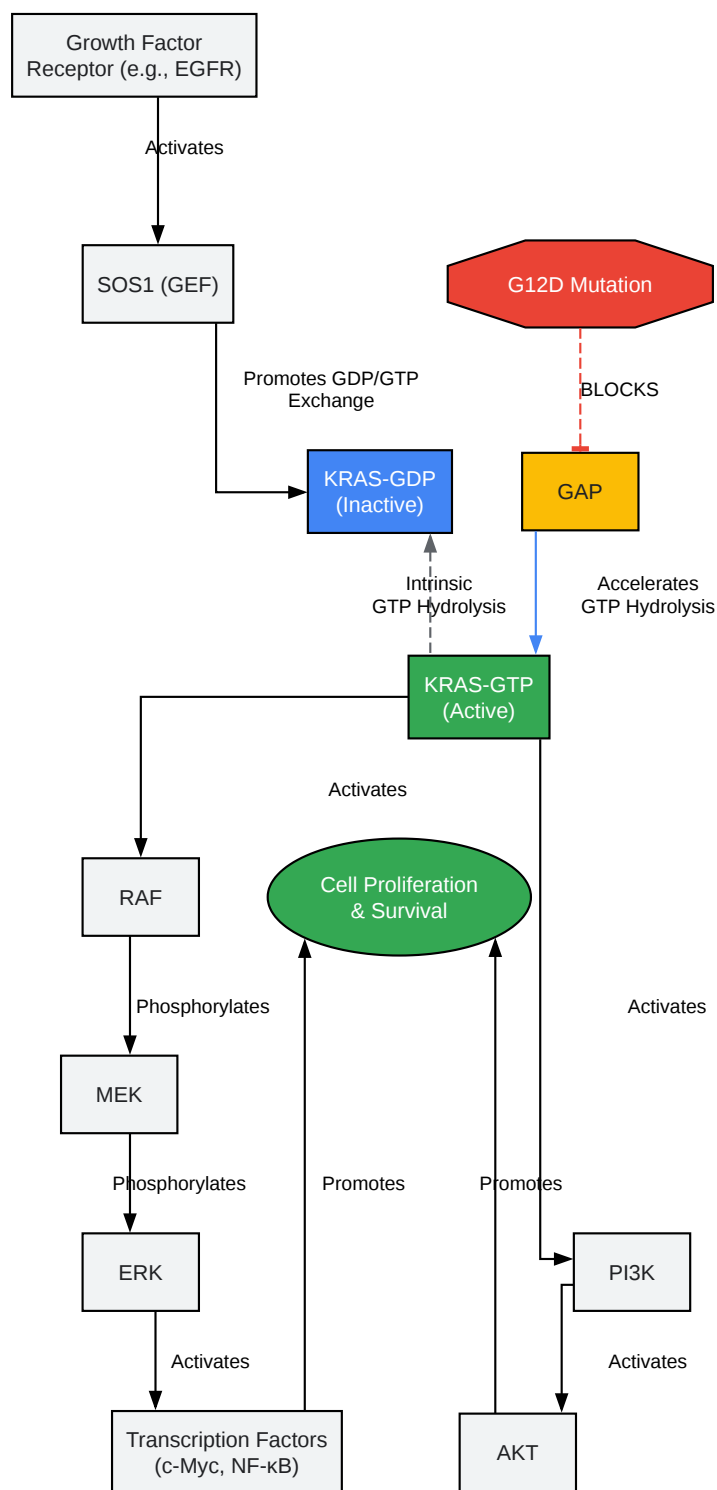 Growth Factor
Receptor (e.g., EGFR)
Activates
SOS1 (GEF)
G12D Mutation
Promotes GDP/GTP
Exchange
BLOCKS
KRAS-GDP
(Inactive)
GAP
Intrinsic
GTP Hydrolysis
Accelerates
GTP Hydrolysis
KRAS-GTP
(Active)
Activates
RAF
Cell Proliferation
& Survival
Phosphorylates
Activates
MEK
Phosphorylates
Promotes
Promotes
ERK
PI3K
Activates
Activates
Transcription Factors
(c-Myc, NF-κB)
AKT